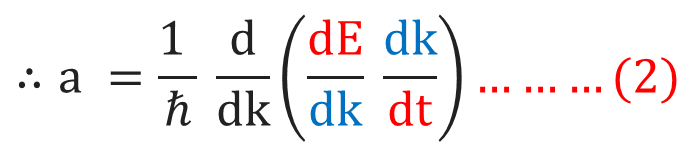 ∴ a = 1/ℏ d/dk (dE/dk dk/dt) ... ... ... (2)